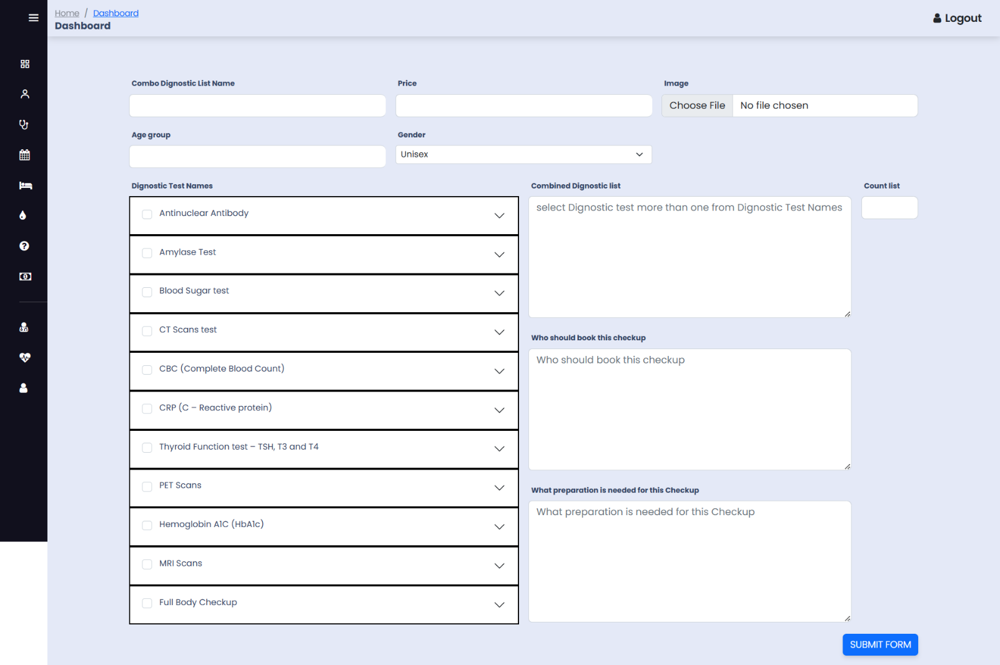 Home / Dashboard
Dashboard
Logout
Combo Dignostic List Name
Price
Image
Choose File No file chosen
Age group
Gender
Unisex
Dignostic Test Names
Combined Dignostic list
Count list
Antinuclear Antibody
select Dignostic test more than one from Dignostic Test Names
Amylase Test
Blood Sugar test
CT Scans test
Who should book this checkup
Who should book this checkup
CBC (Complete Blood Count)
CRP (C – Reactive protein)
Thyroid Function test – TSH, T3 and T4
PET Scans
What preparation is needed for this Checkup
What preparation is needed for this Checkup
Hemoglobin A1C (HbA1c)
MRI Scans
Full Body Checkup
SUBMIT FORM